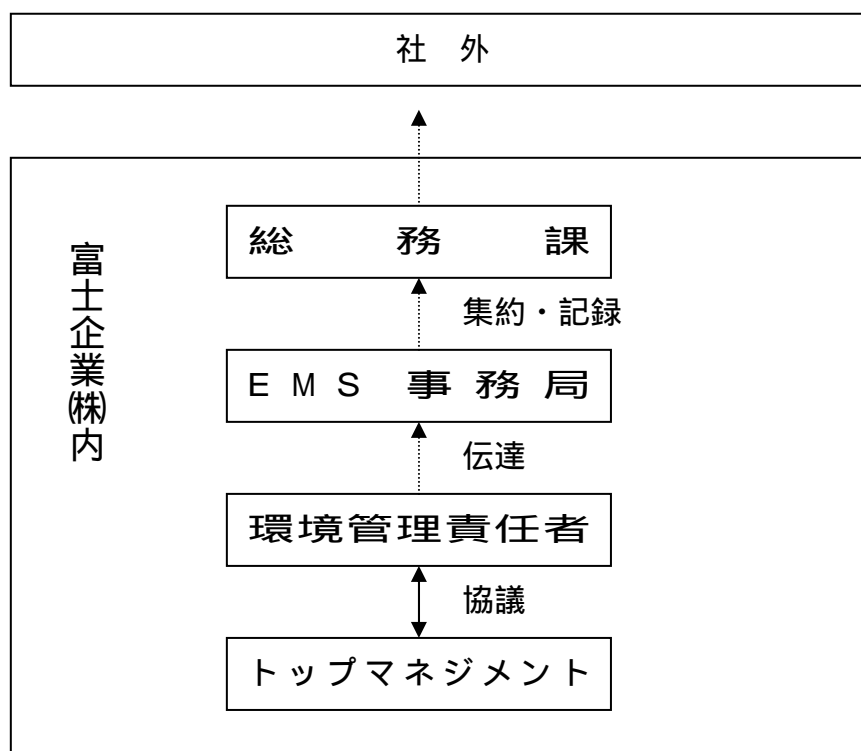 社 外
富士企業㈱内
総務課
集約・記録
EMS 事務局
伝達
環境管理責任者
協議
トップマネジメント